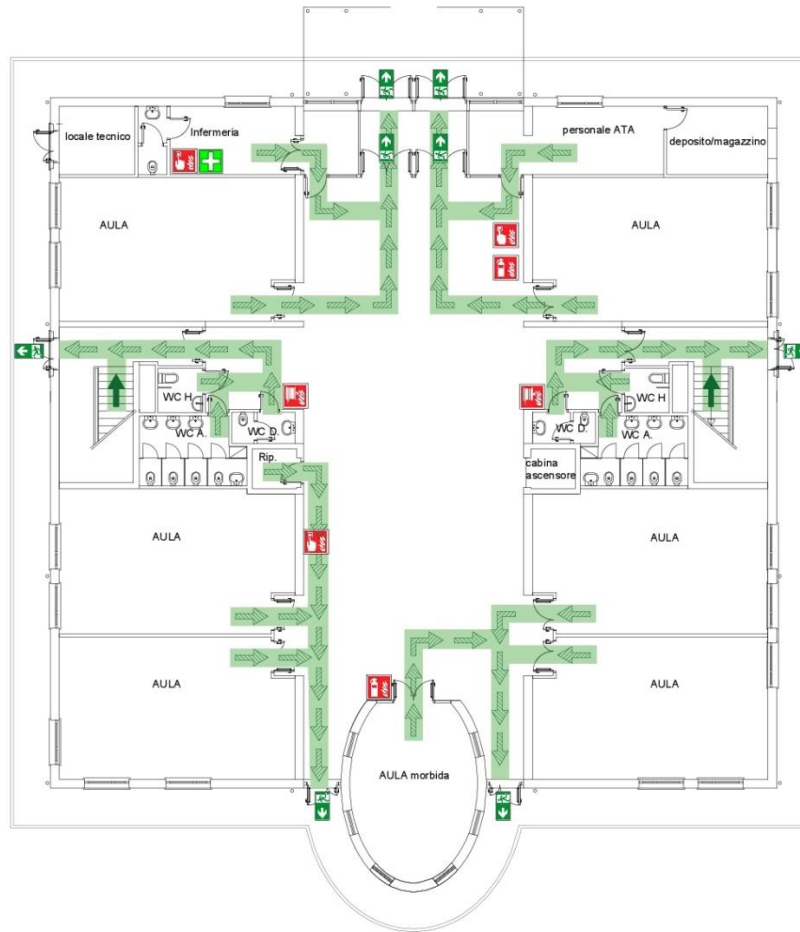 locale tecnico
Infermeria
personale ATA
deposito/magazzino
AULA
AULA
WC H.
WC H
WC A.
WC D.
WC D.
WC A.
Rip.
cabina
ascensore
AULA
AULA
AULA
AULA
AULA morbida